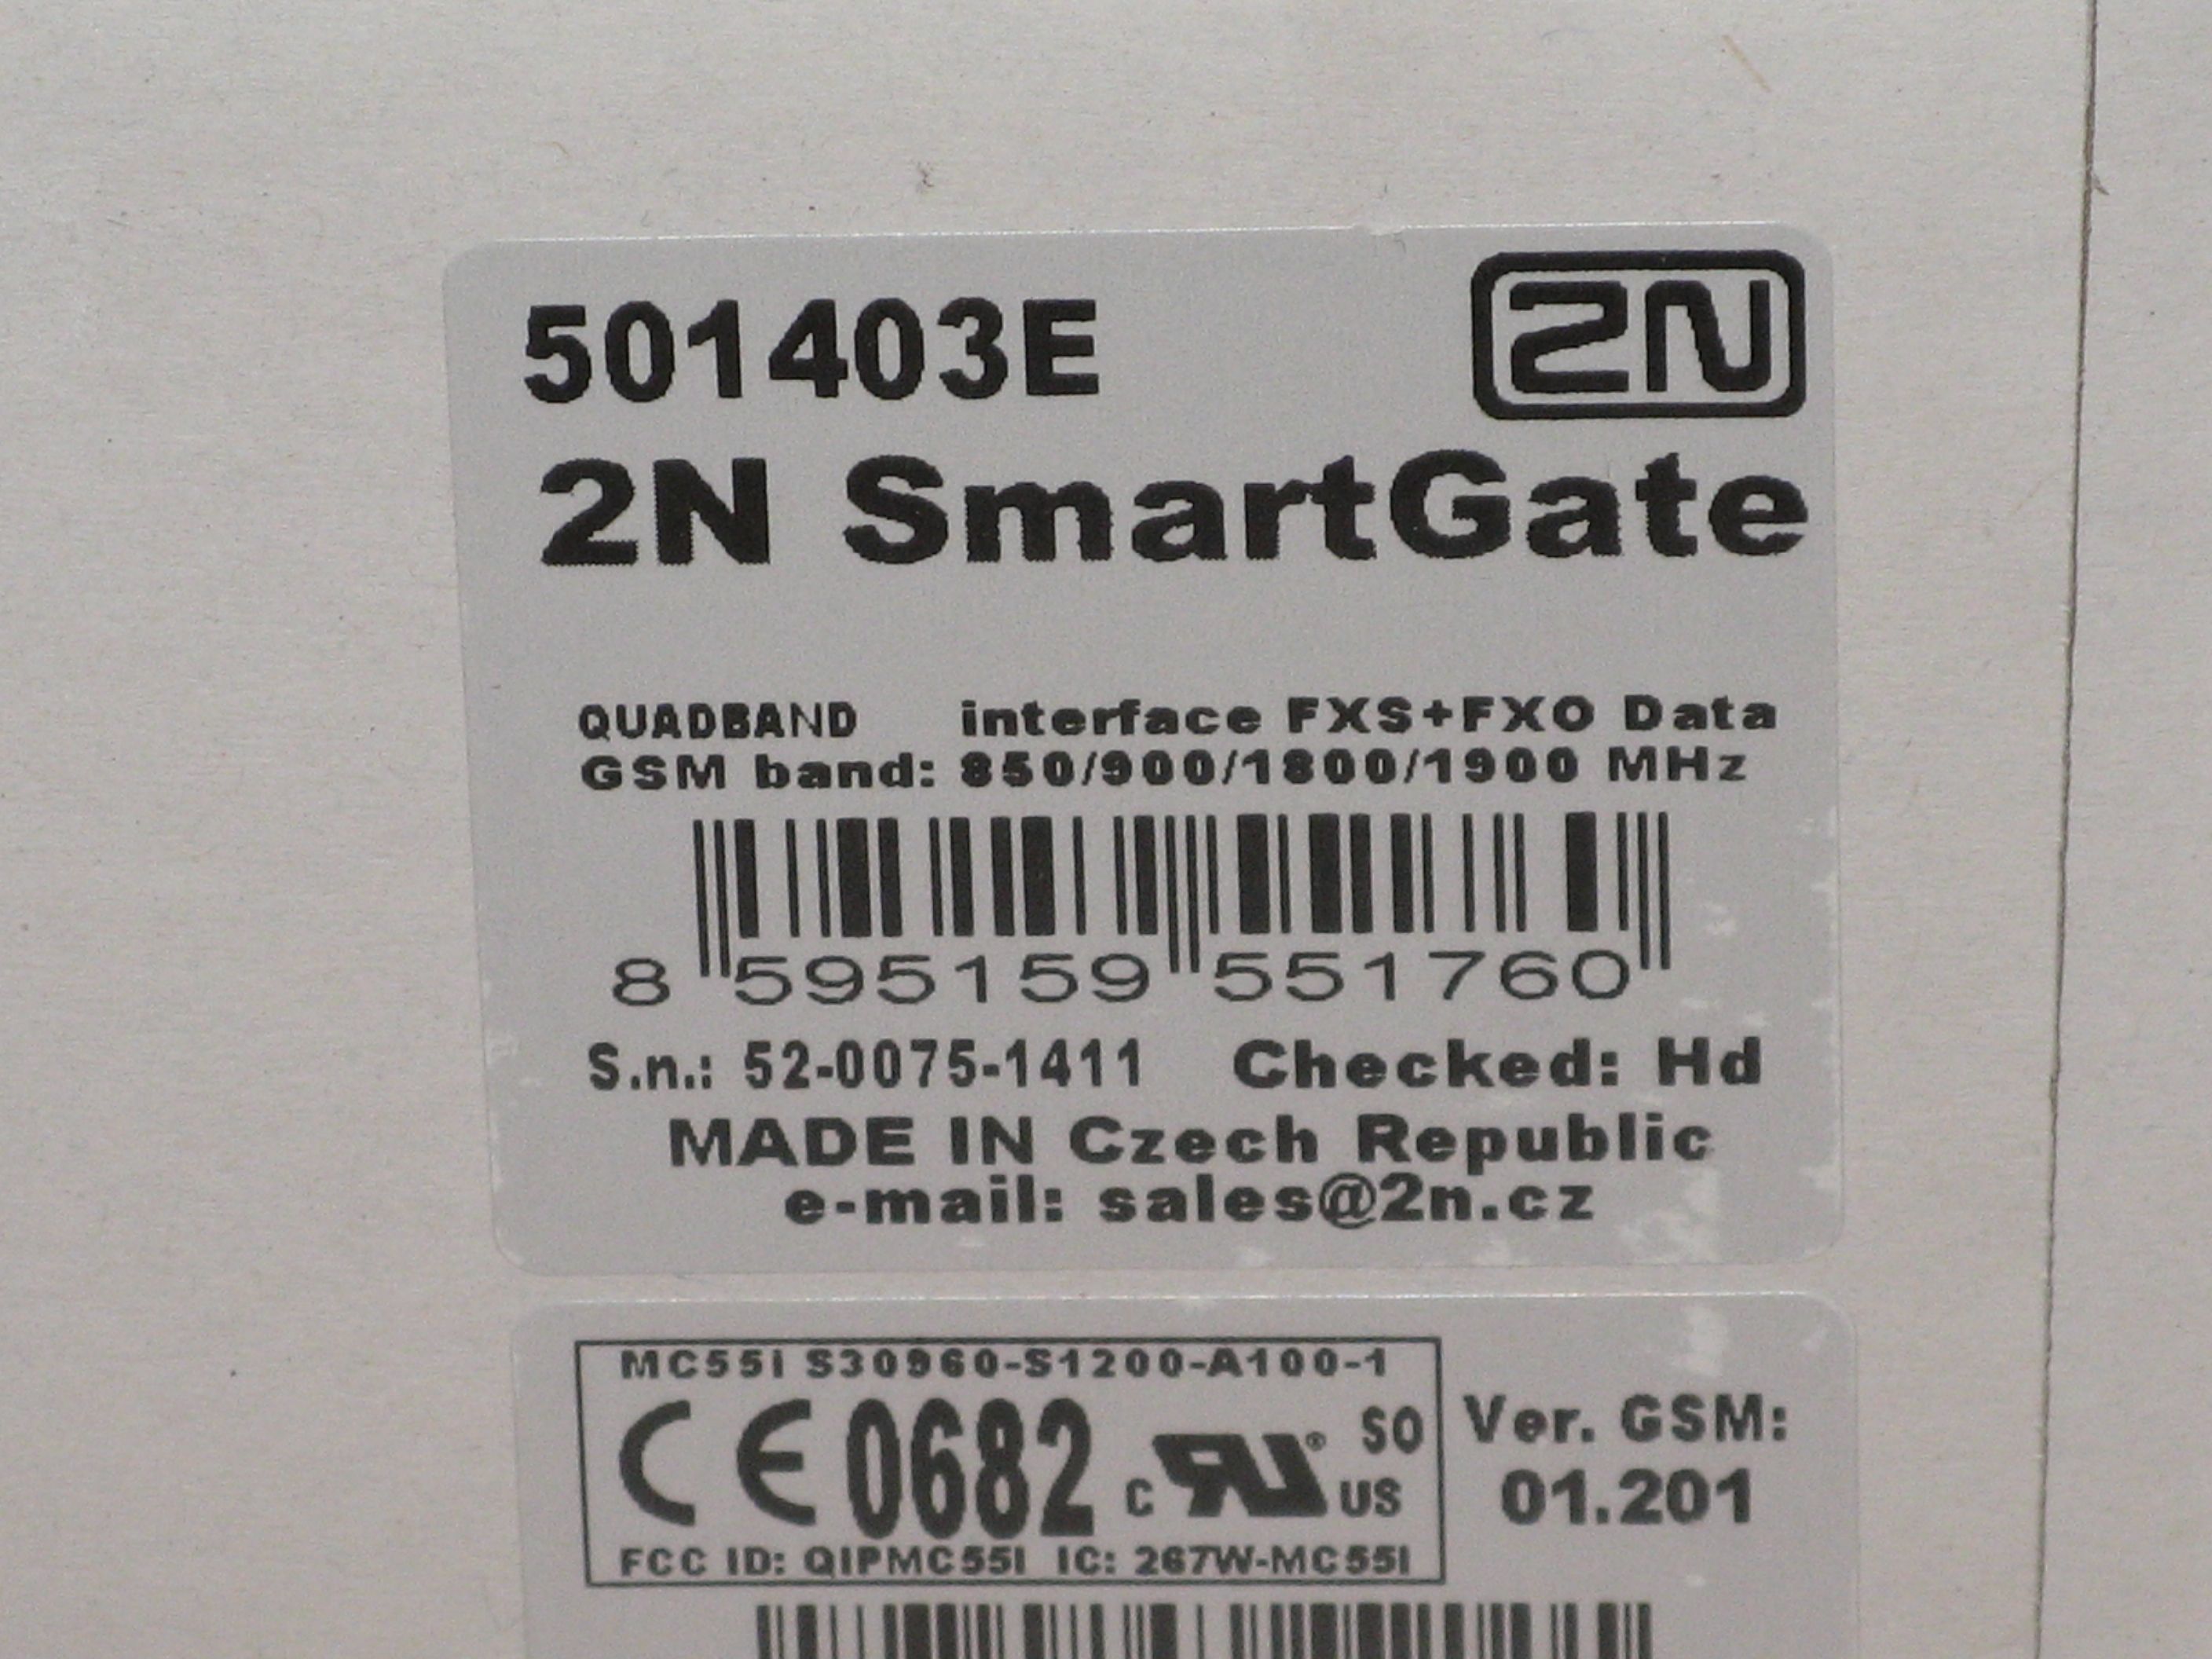 501403E 2N
2N SmartGate
QUADBAND interface FXS+FXO Data
GSM band: 850/900/1800/1900 MHz
8 595159 551760
S.n.: 52-0075-1411 Checked: Hd
MADE IN Czech Republic
e-mail: sales@2n.cz
MC55I S30960-S1200-A100-1
CE 0682 c RU ® US SO
FCC ID: QIPMC55I IC: 267W-MC55I
Ver. GSM:
01.201